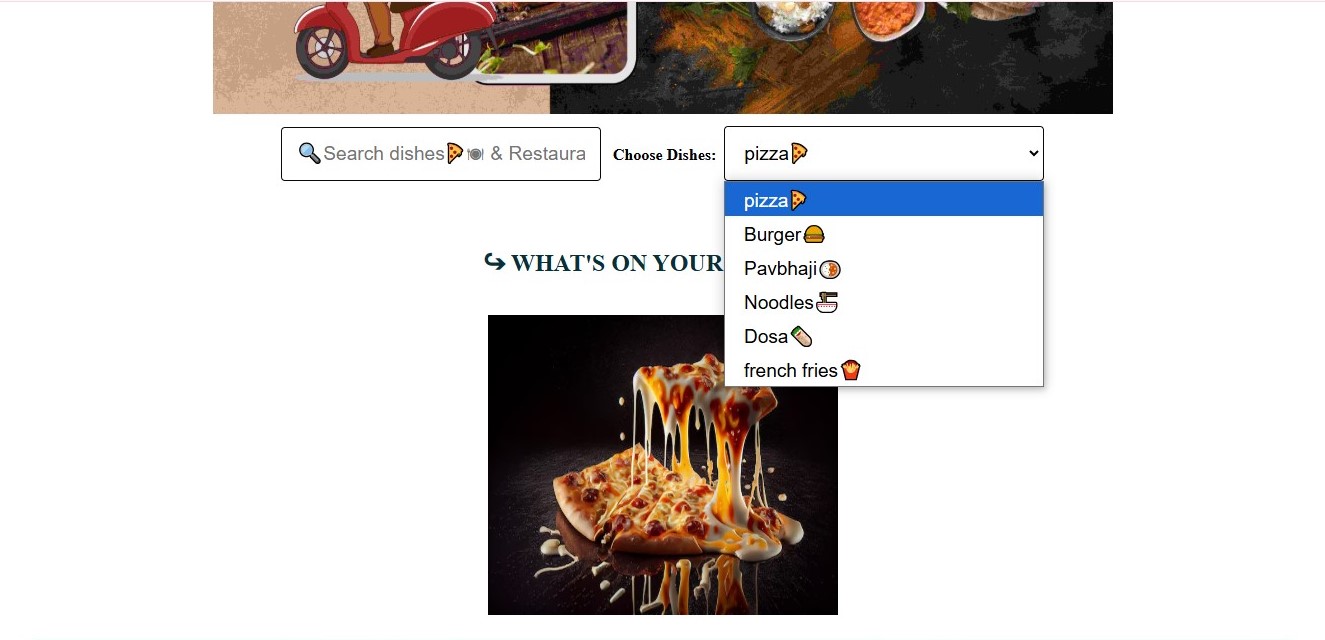 🔍Search dishes🍕🍽 & Restaura
Choose Dishes:
pizza🍕
pizza🍕
Burger🍔
Pavbhaji🍛
Noodles🍜
Dosa🌯
french fries🍟
↪ WHAT'S ON YOUR